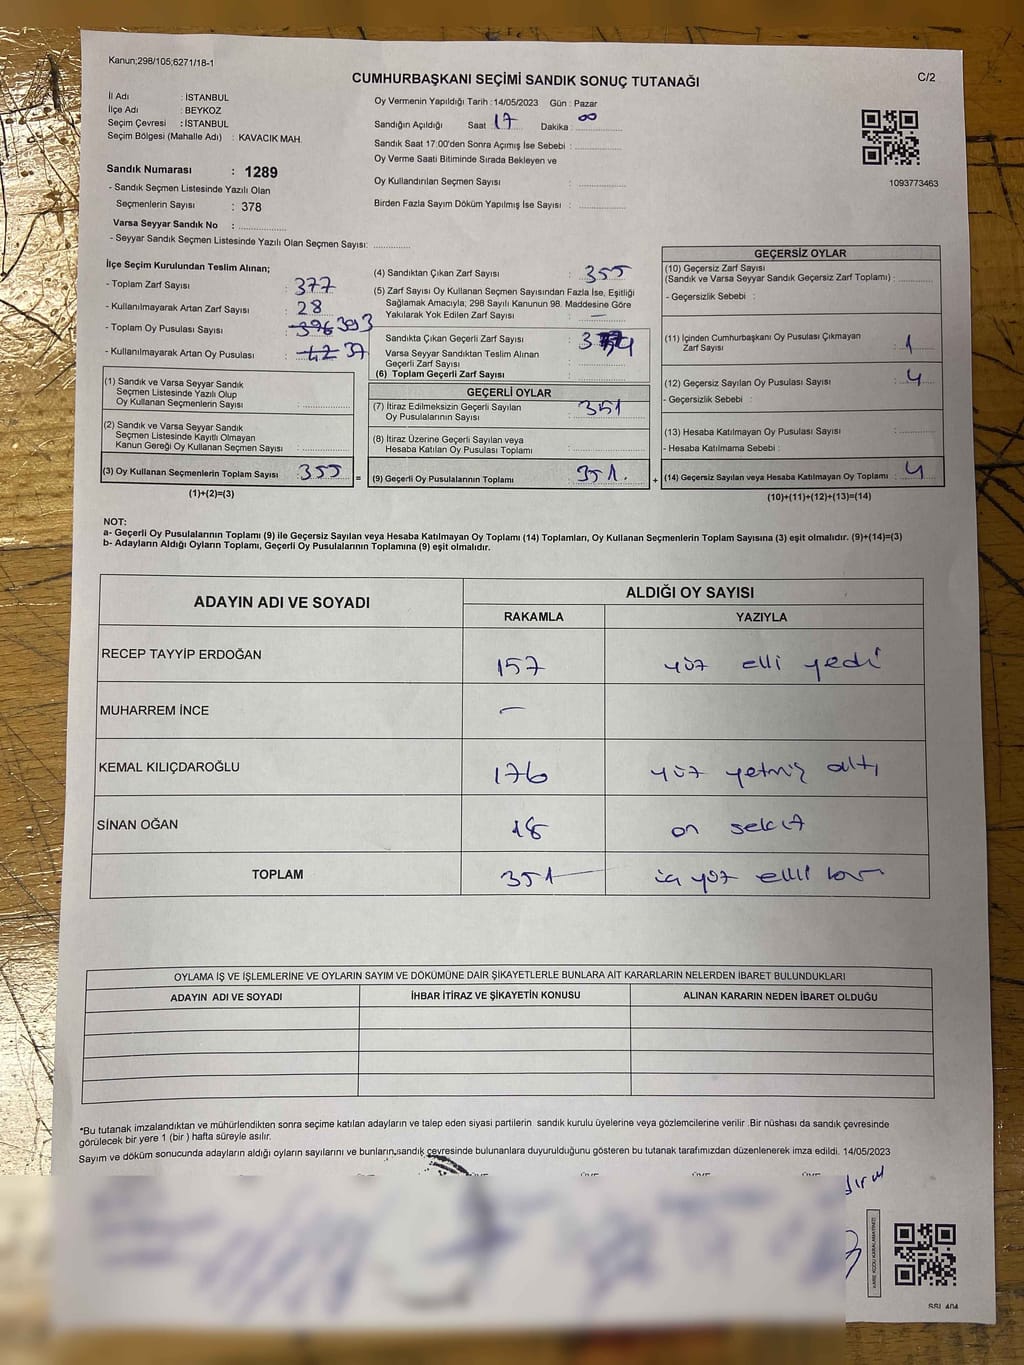 Kanun;298/105;6271/18-1
CUMHURBAŞKANI SEÇİMİ SANDIK SONUÇ TUTANAĞI
C/2
İl Adı : İSTANBUL
İlçe Adı : BEYKOZ
Seçim Çevresi : İSTANBUL
Seçim Bölgesi (Mahalle Adı) : KAVACIK MAH.
Sandık Numarası : 1289
- Sandık Seçmen Listesinde Yazılı Olan
Seçmenlerin Sayısı : 378
Varsa Seyyar Sandık No :
- Seyyar Sandık Seçmen Listesinde Yazılı Olan Seçmen Sayısı:
Oy Vermenin Yapıldığı Tarih : 14/05/2023 Gün : Pazar
Sandığın Açıldığı Saat 17 Dakika : 00
Sandık Saat 17:00'den Sonra Açımış İse Sebebi :
Oy Verme Saati Bitiminde Sırada Bekleyen ve
Oy Kullandırılan Seçmen Sayısı :
Birden Fazla Sayım Döküm Yapılmış İse Sayısı :
1093773463
İlçe Seçim Kurulundan Teslim Alınan;
- Toplam Zarf Sayısı : 377
- Kullanılmayarak Artan Zarf Sayısı : 28
- Toplam Oy Pusulası Sayısı : 396 393
- Kullanılmayarak Artan Oy Pusulası : 42 37
(1) Sandık ve Varsa Seyyar Sandık
Seçmen Listesinde Yazılı Olup
Oy Kullanan Seçmenlerin Sayısı :
(2) Sandık ve Varsa Seyyar Sandık
Seçmen Listesinde Kayıtlı Olmayan
Kanun Gereği Oy Kullanan Seçmen Sayısı :
(3) Oy Kullanan Seçmenlerin Toplam Sayısı : 355 =
(1)+(2)=(3)
(4) Sandıktan Çıkan Zarf Sayısı : 355
(5) Zarf Sayısı Oy Kullanan Seçmen Sayısından Fazla İse, Eşitliği
Sağlamak Amacıyla; 298 Sayılı Kanunun 98. Maddesine Göre
Yakılarak Yok Edilen Zarf Sayısı : —
Sandıkta Çıkan Geçerli Zarf Sayısı :
Varsa Seyyar Sandıktan Teslim Alınan
Geçerli Zarf Sayısı :
(6) Toplam Geçerli Zarf Sayısı :
GEÇERLİ OYLAR
(7) İtiraz Edilmeksizin Geçerli Sayılan : 351
Oy Pusulalarının Sayısı
(8) İtiraz Üzerine Geçerli Sayılan veya
Hesaba Katılan Oy Pusulası Toplamı :
(9) Geçerli Oy Pusulalarının Toplamı : 351. +
GEÇERSİZ OYLAR
(10) Geçersiz Zarf Sayısı
(Sandık ve Varsa Seyyar Sandık Geçersiz Zarf Toplamı) :
- Geçersizlik Sebebi :
(11) İçinden Cumhurbaşkanı Oy Pusulası Çıkmayan
Zarf Sayısı : 1
(12) Geçersiz Sayılan Oy Pusulası Sayısı : 4
- Geçersizlik Sebebi :
(13) Hesaba Katılmayan Oy Pusulası Sayısı :
- Hesaba Katılmama Sebebi :
(14) Geçersiz Sayılan veya Hesaba Katılmayan Oy Toplamı : 4
(10)+(11)+(12)+(13)=(14)
NOT:
a- Geçerli Oy Pusulalarının Toplamı (9) ile Geçersiz Sayılan veya Hesaba Katılmayan Oy Toplamı (14) Toplamları, Oy Kullanan Seçmenlerin Toplam Sayısına (3) eşit olmalıdır. (9)+(14)=(3)
b- Adayların Aldığı Oyların Toplamı, Geçerli Oy Pusulalarının Toplamına (9) eşit olmalıdır.
ADAYIN ADI VE SOYADI
ALDIĞI OY SAYISI
RAKAMLA YAZIYLA
RECEP TAYYİP ERDOĞAN 157 yüz elli yedi
MUHARREM İNCE —
KEMAL KILIÇDAROĞLU 176 yüz yetmiş altı
SİNAN OĞAN 18 on sekiz
TOPLAM 351 üç yüz elli bir
OYLAMA İŞ VE İŞLEMLERİNE VE OYLARIN SAYIM VE DÖKÜMÜNE DAİR ŞİKAYETLERLE BUNLARA AİT KARARLARIN NELERDEN İBARET BULUNDUKLARI
ADAYIN ADI VE SOYADI İHBAR İTİRAZ VE ŞİKAYETİN KONUSU ALINAN KARARIN NEDEN İBARET OLDUĞU
*Bu tutanak imzalandıktan ve mühürlendikten sonra seçime katılan adayların ve talep eden siyasi partilerin sandık kurulu üyelerine veya gözlemcilerine verilir .Bir nüshası da sandık çevresinde
görülecek bir yere 1 (bir ) hafta süreyle asılır.
Sayım ve döküm sonucunda adayların aldığı oyların sayılarını ve bunların,sandık çevresinde bulunanlara duyurulduğunu gösteren bu tutanak tarafımızdan düzenlenerek imza edildi. 14/05/2023
KARE KODU KARALAMAYINIZ!